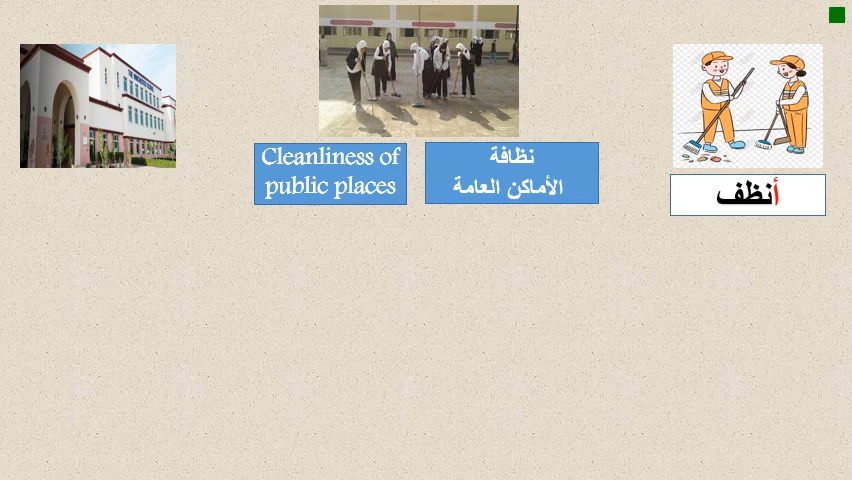 Cleanliness of
public places
نظافة
الأماكن العامة
أنظف